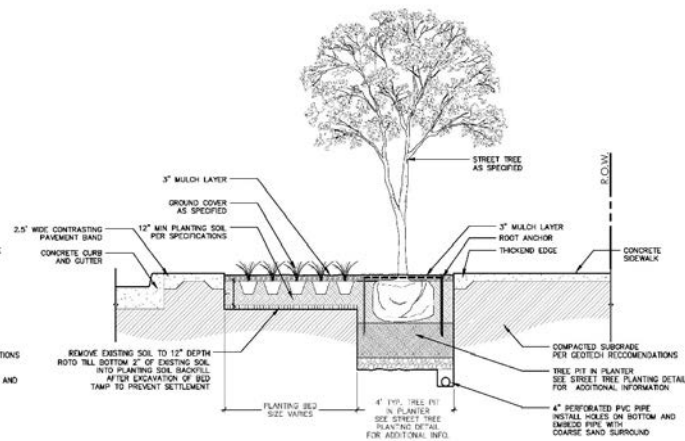 STREET TREE
AS SPECIFIED
R.O.W.
3" MULCH LAYER
GROUND COVER
AS SPECIFIED
12" MIN PLANTING SOIL
PER SPECIFICATIONS
2.5' WIDE CONTRASTING
PAVEMENT BAND
CONCRETE CURB
AND GUTTER
3" MULCH LAYER
ROOT ANCHOR
THICKEND EDGE
CONCRETE
SIDEWALK
TIONS
AND
REMOVE EXISTING SOIL TO 12" DEPTH
ROTO TILL BOTTOM 2" OF EXISTING SOIL
INTO PLANTING SOIL BACKFILL
AFTER EXCAVATION OF BED
TAMP TO PREVENT SETTLEMENT
COMPACTED SUBGRADE
PER GEOTECH RECCOMENDATIONS
TREE PIT IN PLANTER
SEE STREET TREE PLANTING DETAIL
FOR ADDITIONAL INFORMATION
4" PERFORATED PVC PIPE
INSTALL HOLES ON BOTTOM AND
EMBEDD PIPE WITH
COARSE SAND SURROUND
PLANTING BED
SIZE VARIES
4' TYP. TREE PIT
IN PLANTER
SEE STREET TREE
PLANTING DETAIL
FOR ADDITIONAL INFO.